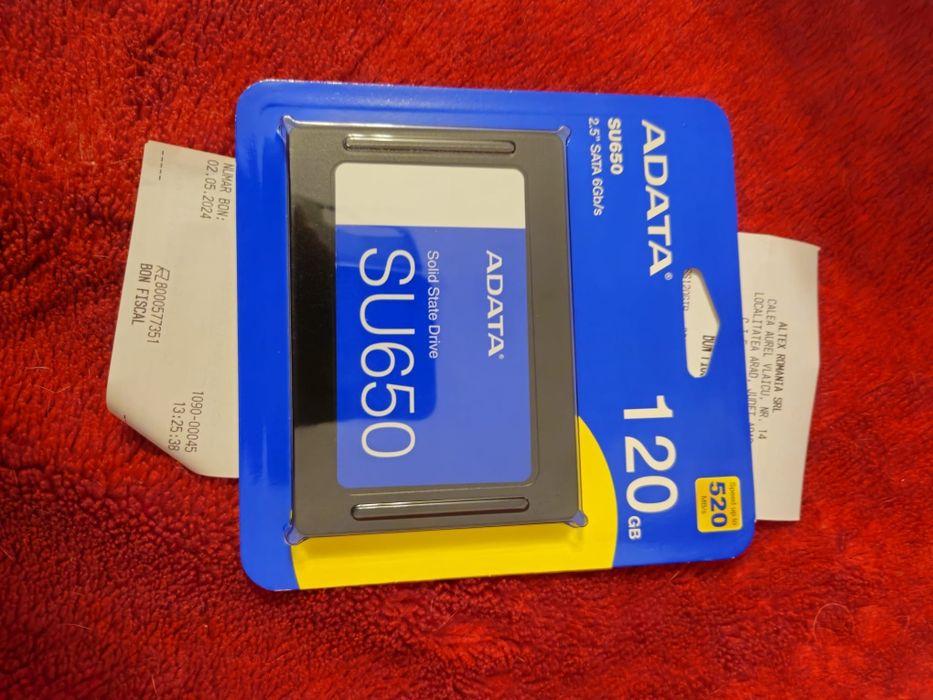 ALTEX ROMANIA SRL
CALEA AUREL VLAICU, NR. 14
LOCALITATEA ARAD, JUDET
ADATA®
SU650
2.5" SATA 6Gb/s
120GB
Speed up to
520
MB/s
ADATA®
Solid State Drive
SU650
NUMAR BON:
1090-00045
02.05.2024
13:25:38
BON FISCAL